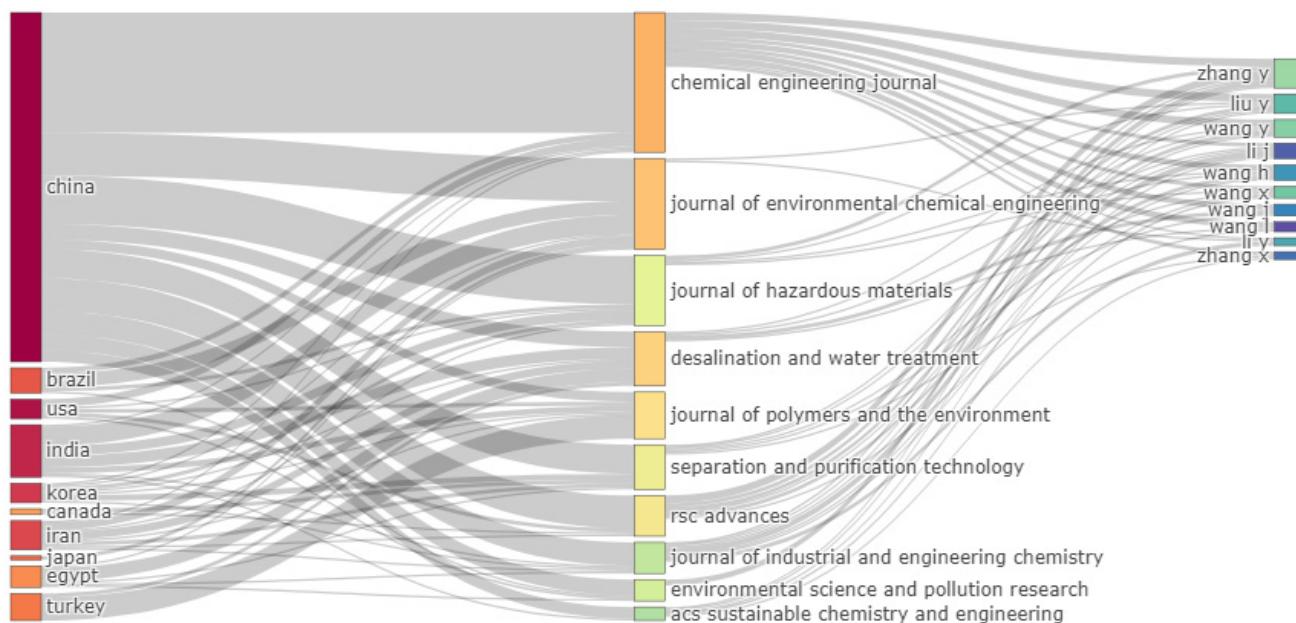 china
brazil
usa
india
korea
canada
iran
japan
egypt
turkey
chemical engineering journal
journal of environmental chemical engineering
journal of hazardous materials
desalination and water treatment
journal of polymers and the environment
separation and purification technology
rsc advances
journal of industrial and engineering chemistry
environmental science and pollution research
acs sustainable chemistry and engineering
zhang y
liu y
wang y
li j
wang h
wang x
wang j
wang l
li y
zhang x